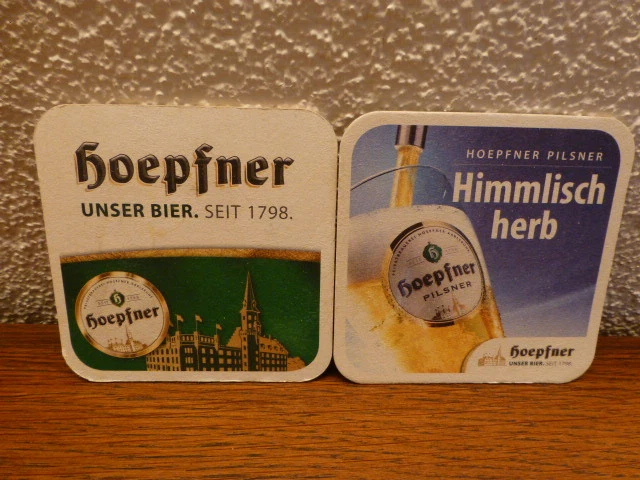 Hoepfner
UNSER BIER. SEIT 1798.
Hoepfner
HOEPFNER PILSNER
Himmlisch
herb
Hoepfner
PILSNER
Hoepfner
UNSER BIER. SEIT 1798.